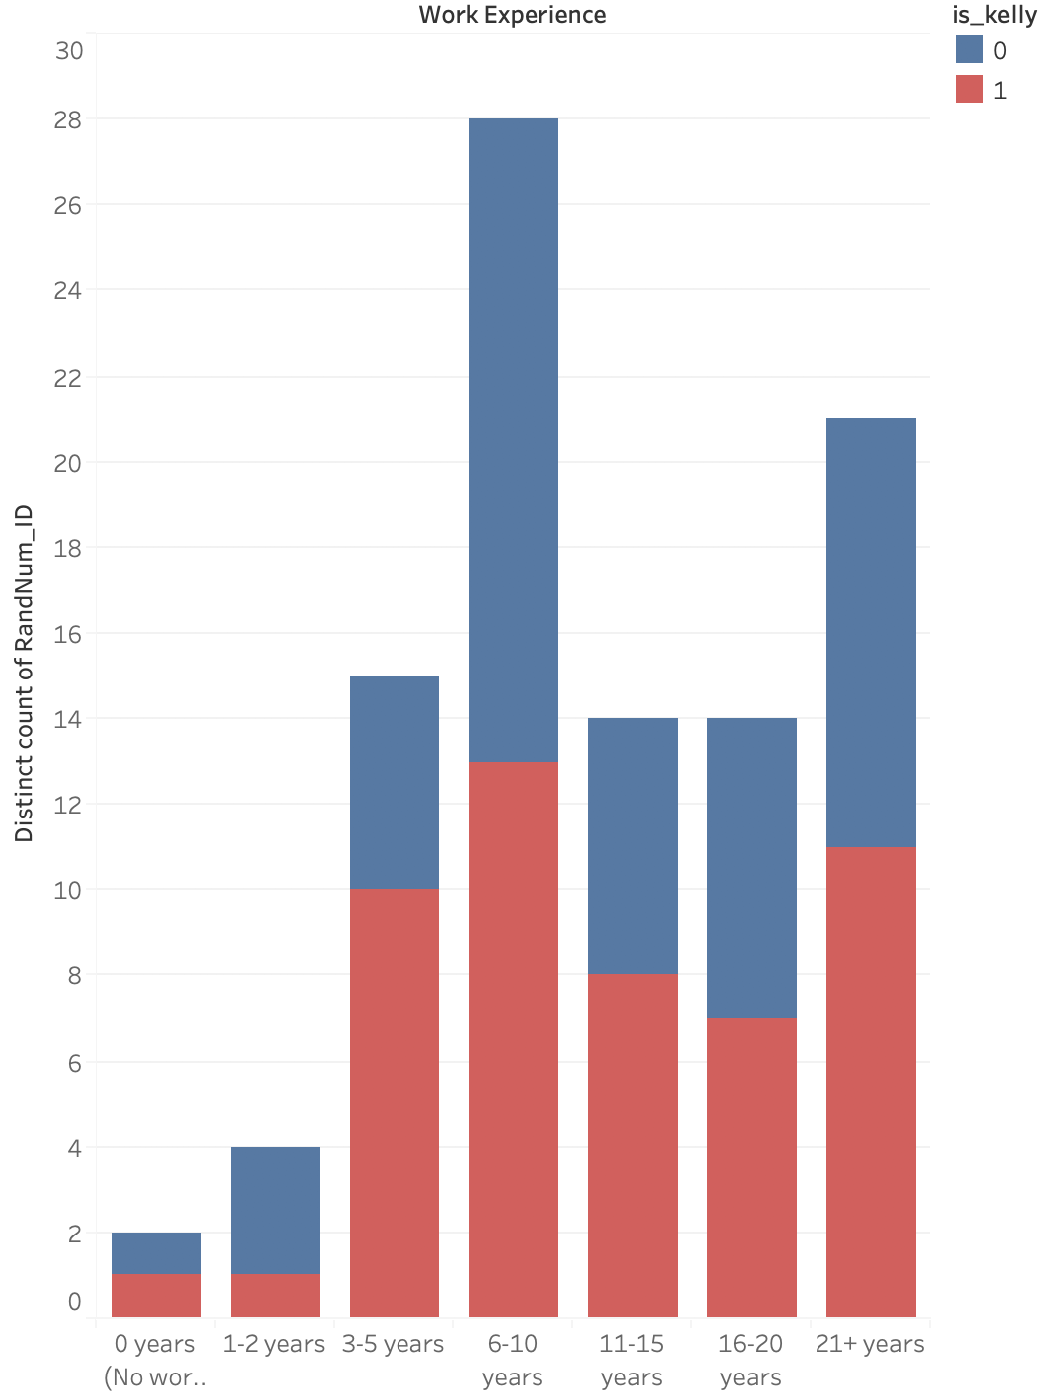 Work Experience
is_kelly
0
1
30
28
26
24
22
20
18
16
14
12
10
8
6
4
2
0
Distinct count of RandNum_ID
0 years
(No wor..
1-2 years
3-5 years
6-10
years
11-15
years
16-20
years
21+ years